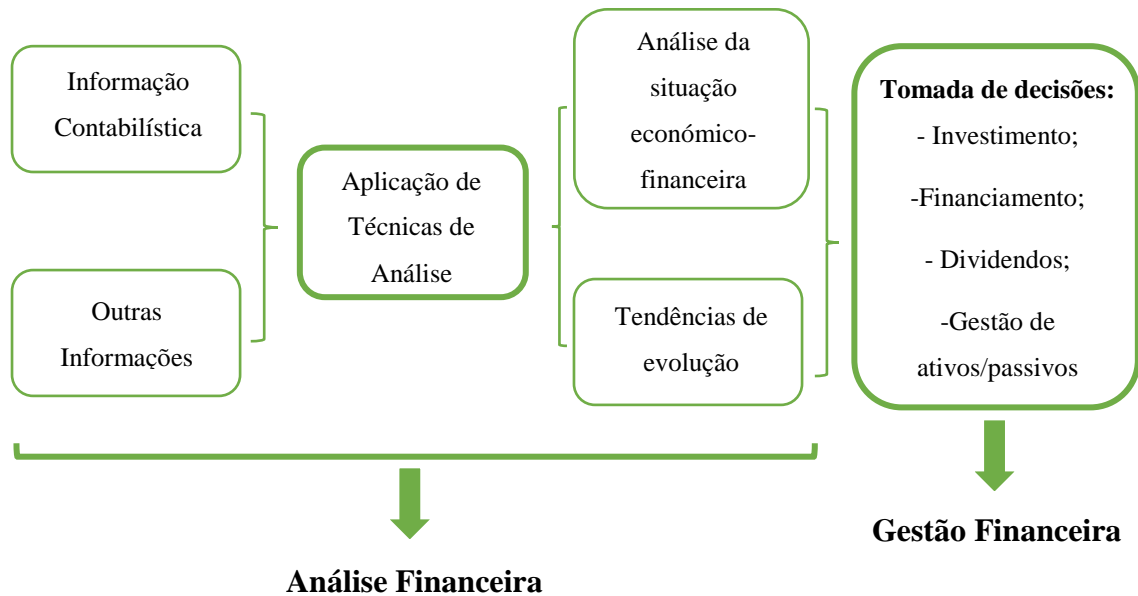 Informação
Contabilística
Outras
Informações
Aplicação de
Técnicas de
Análise
Análise da
situação
económico-
financeira
Tendências de
evolução
Tomada de decisões:
- Investimento;
-Financiamento;
- Dividendos;
-Gestão de
ativos/passivos
Análise Financeira
Gestão Financeira